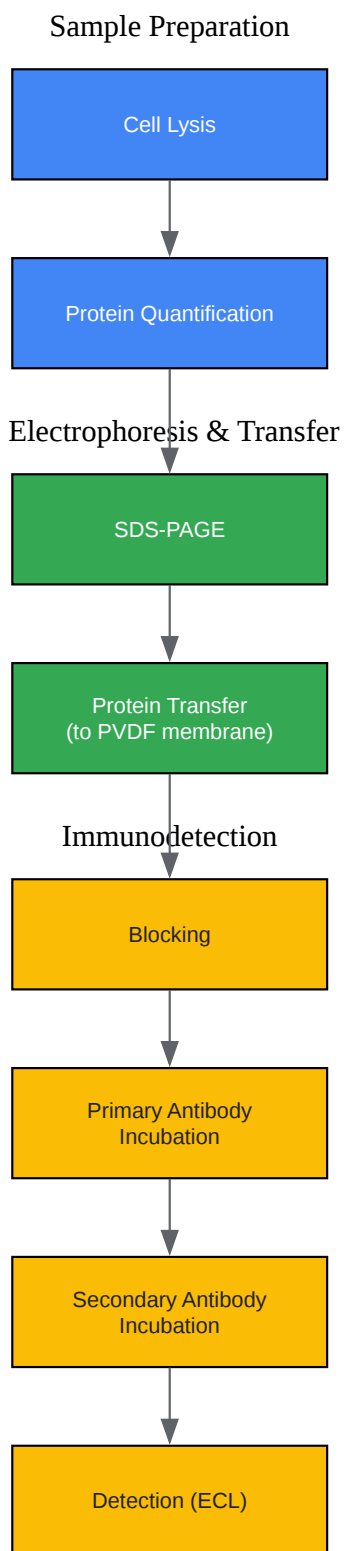 Sample Preparation
Cell Lysis
Protein Quantification
Electrophoresis & Transfer
SDS-PAGE
Protein Transfer
(to PVDF membrane)
Immunodetection
Blocking
Primary Antibody
Incubation
Secondary Antibody
Incubation
Detection (ECL)